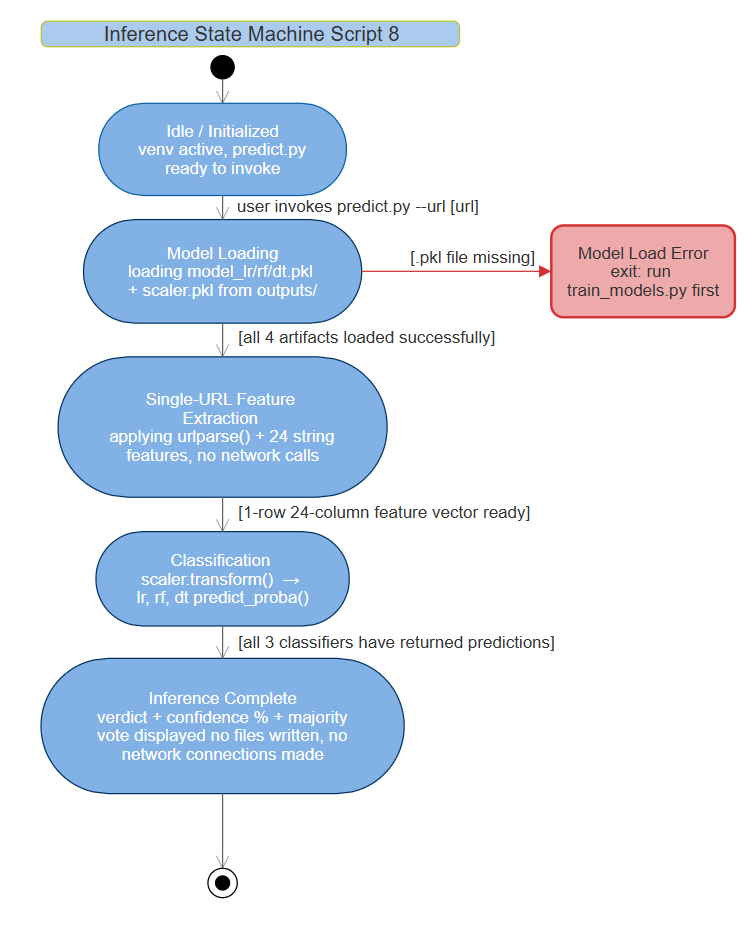 Inference State Machine Script 8
Idle / Initialized
venv active, predict.py
ready to invoke
user invokes predict.py --url [url]
Model Loading
loading model_lr/rf/dt.pkl
+ scaler.pkl from outputs/
[.pkl file missing]
Model Load Error
exit: run
train_models.py first
[all 4 artifacts loaded successfully]
Single-URL Feature
Extraction
applying urlparse() + 24 string
features, no network calls
[1-row 24-column feature vector ready]
Classification
scaler.transform() →
lr, rf, dt predict_proba()
[all 3 classifiers have returned predictions]
Inference Complete
verdict + confidence % + majority
vote displayed no files written, no
network connections made